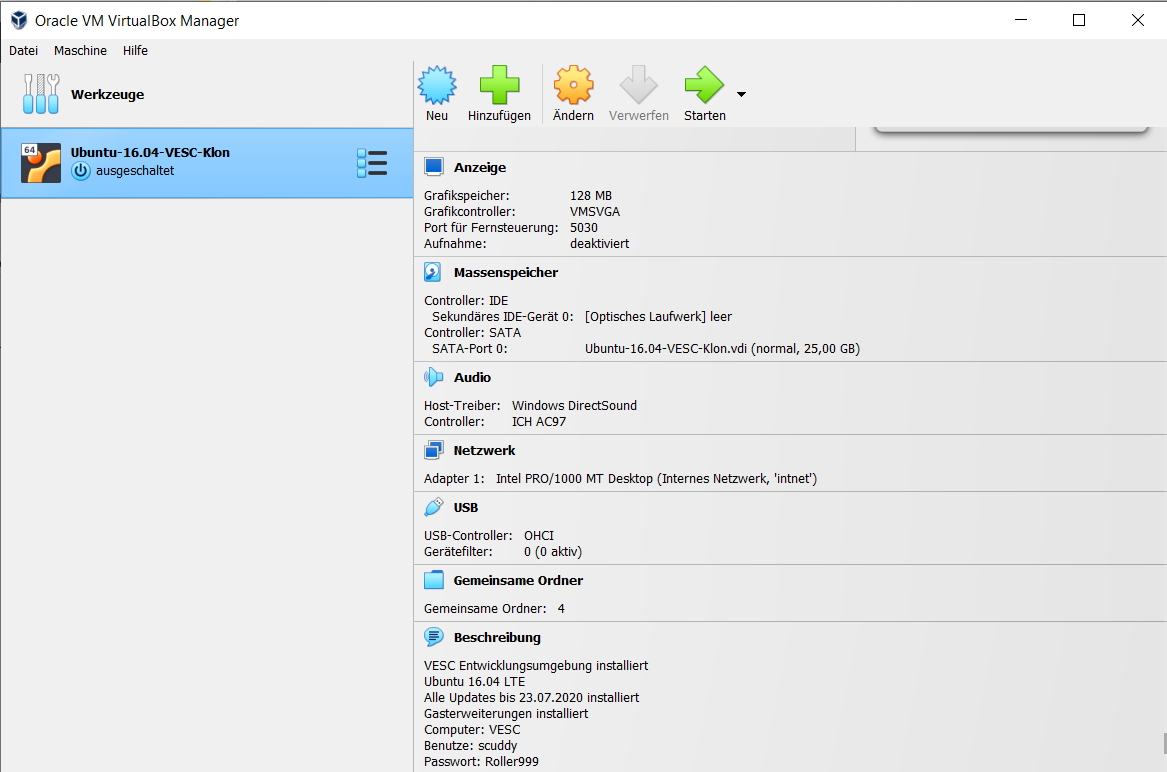 Oracle VM VirtualBox Manager
Datei Maschine Hilfe
Werkzeuge
Neu Hinzufügen Ändern Verwerfen Starten
64
Ubuntu-16.04-VESC-Klon
ausgeschaltet
Anzeige
Grafikspeicher: 128 MB
Grafikcontroller: VMSVGA
Port für Fernsteuerung: 5030
Aufnahme: deaktiviert
Massenspeicher
Controller: IDE
Sekundäres IDE-Gerät 0: [Optisches Laufwerk] leer
Controller: SATA
SATA-Port 0: Ubuntu-16.04-VESC-Klon.vdi (normal, 25,00 GB)
Audio
Host-Treiber: Windows DirectSound
Controller: ICH AC97
Netzwerk
Adapter 1: Intel PRO/1000 MT Desktop (Internes Netzwerk, 'intnet')
USB
USB-Controller: OHCI
Gerätefilter: 0 (0 aktiv)
Gemeinsame Ordner
Gemeinsame Ordner: 4
Beschreibung
VESC Entwicklungsumgebung installiert
Ubuntu 16.04 LTE
Alle Updates bis 23.07.2020 installiert
Gasterweiterungen installiert
Computer: VESC
Benutze: scuddy
Passwort: Roller999